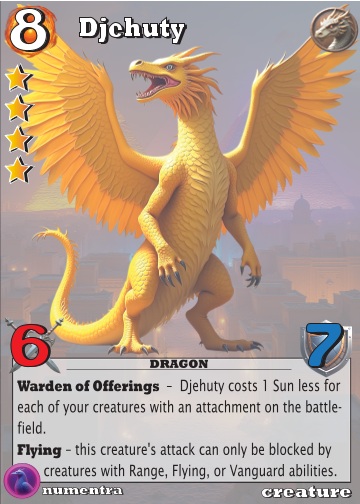 8 Djehuty
6
7
DRAGON
Warden of Offerings – Djehuty costs 1 Sun less for
each of your creatures with an attachment on the battle-
field.
Flying – this creature's attack can only be blocked by
creatures with Range, Flying, or Vanguard abilities.
numentra creature